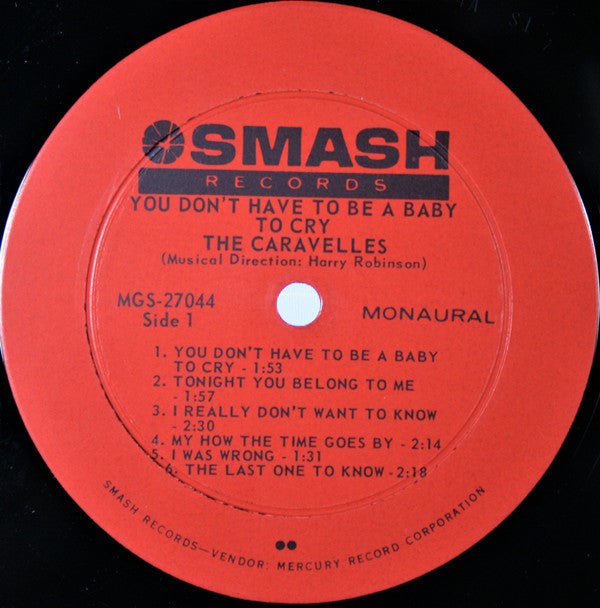 SMASH
RECORDS
YOU DON'T HAVE TO BE A BABY
TO CRY
THE CARAVELLES
(Musical Direction: Harry Robinson)
MGS-27044
Side 1
MONAURAL
1. YOU DON'T HAVE TO BE A BABY
TO CRY - 1:53
2. TONIGHT YOU BELONG TO ME
- 1:57
3. I REALLY DON'T WANT TO KNOW
- 2:30
4. MY HOW THE TIME GOES BY - 2:14
5. I WAS WRONG - 1:31
6. THE LAST ONE TO KNOW - 2:18
SMASH RECORDS—VENDOR: MERCURY RECORD CORPORATION